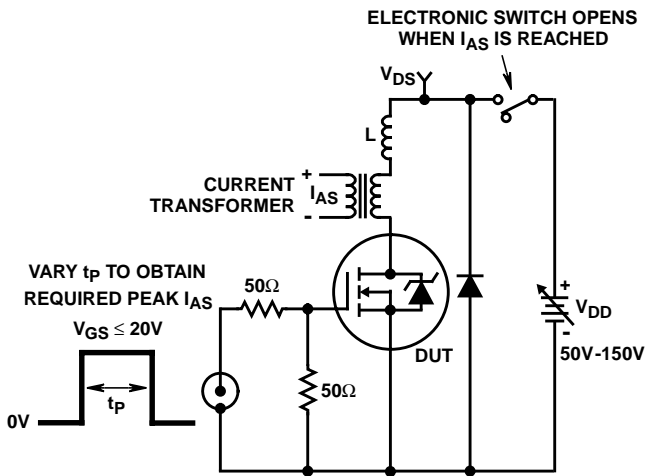 ELECTRONIC SWITCH OPENS
WHEN IAS IS REACHED
VDS
L
+
CURRENT
TRANSFORMER
IAS
-
VARY tP TO OBTAIN
REQUIRED PEAK IAS
50Ω
VGS ≤ 20V
+
VDD
-
50V-150V
DUT
50Ω
0V
tP